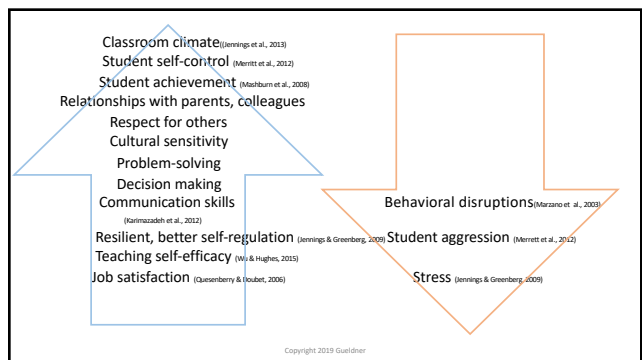 Classroom climate((Jennings et al., 2013)
Student self-control (Merritt et al., 2012)
Student achievement (Mashburn et al., 2008)
Relationships with parents, colleagues
Respect for others
Cultural sensitivity
Problem-solving
Decision making
Communication skills
(Karimazadeh et al., 2012)
Resilient, better self-regulation (Jennings & Greenberg, 2009)
Teaching self-efficacy (Wu & Hughes, 2015)
Job satisfaction (Quesenberry & Doubet, 2006)
Behavioral disruptions(Marzano et al., 2003)
Student aggression (Merrett et al., 2012)
Stress (Jennings & Greenberg, 2009)
Copyright 2019 Gueldner